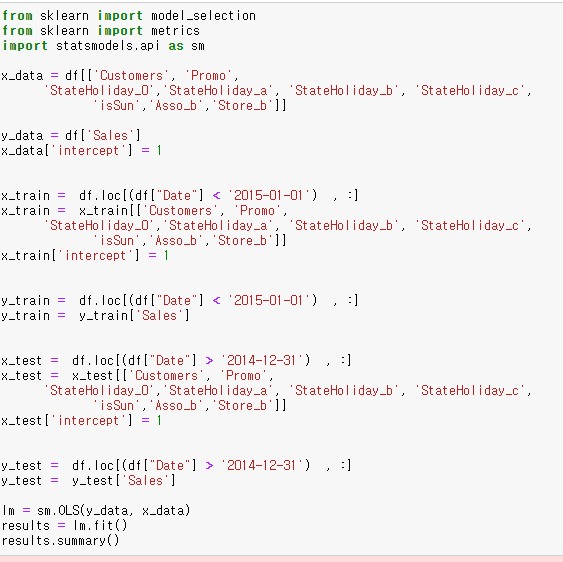 from sklearn import model_selection
from sklearn import metrics
import statsmodels.api as sm
x_data = df[['Customers', 'Promo',
'StateHoliday_0','StateHoliday_a', 'StateHoliday_b', 'StateHoliday_c',
'isSun','Asso_b','Store_b']]
y_data = df['Sales']
x_data['intercept'] = 1
x_train =  df.loc[(df["Date"] < '2015-01-01')  , :]
x_train =  x_train[['Customers', 'Promo',
'StateHoliday_0','StateHoliday_a', 'StateHoliday_b', 'StateHoliday_c',
'isSun','Asso_b','Store_b']]
x_train['intercept'] = 1
y_train =  df.loc[(df["Date"] < '2015-01-01')  , :]
y_train =  y_train['Sales']
x_test =  df.loc[(df["Date"] > '2014-12-31')  , :]
x_test =  x_test[['Customers', 'Promo',
'StateHoliday_0','StateHoliday_a', 'StateHoliday_b', 'StateHoliday_c',
'isSun','Asso_b','Store_b']]
x_test['intercept'] = 1
y_test =  df.loc[(df["Date"] > '2014-12-31')  , :]
y_test =  y_test['Sales']
lm = sm.OLS(y_data, x_data)
results = lm.fit()
results.summary()